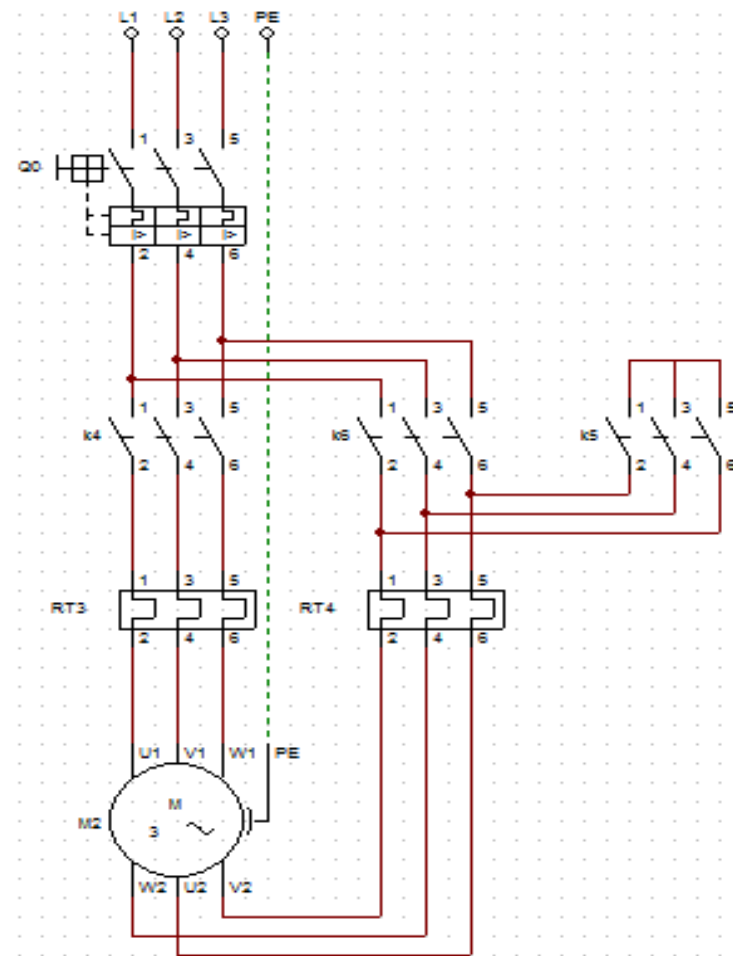 L1 L2 L3 PE
1 3 5
Q0
I> I> I>
2 4 6
1 3 5 1 3 5 1 3 5
k4 k6 k5
2 4 6 2 4 6 2 4 6
1 3 5 1 3 5
RT3 RT4
2 4 6 2 4 6
U1 V1 W1 PE
M
M2
3
W2 U2 V2